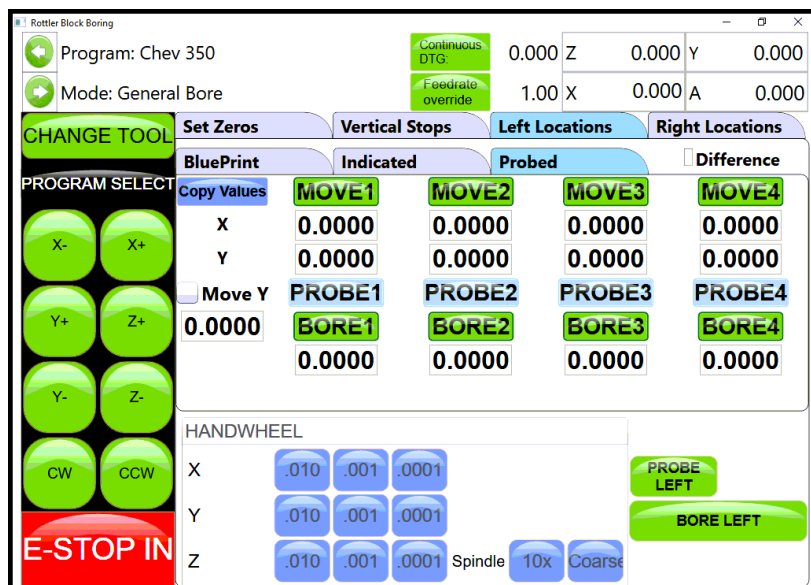 Rottler Block Boring
Program: Chev 350
Continuous DTG: 0.000 Z 0.000 Y 0.000
Mode: General Bore
Feedrate override 1.00 X 0.000 A 0.000
CHANGE TOOL
PROGRAM SELECT
X- X+
Y+ Z+
Y- Z-
CW CCW
E-STOP IN
Set Zeros Vertical Stops Left Locations Right Locations
BluePrint Indicated Probed Difference
Copy Values MOVE1 MOVE2 MOVE3 MOVE4
X 0.0000 0.0000 0.0000 0.0000
Y 0.0000 0.0000 0.0000 0.0000
Move Y PROBE1 PROBE2 PROBE3 PROBE4
0.0000 BORE1 BORE2 BORE3 BORE4
0.0000 0.0000 0.0000 0.0000
HANDWHEEL
X .010 .001 .0001
Y .010 .001 .0001
Z .010 .001 .0001 Spindle 10x Coarse
PROBE
LEFT
BORE LEFT